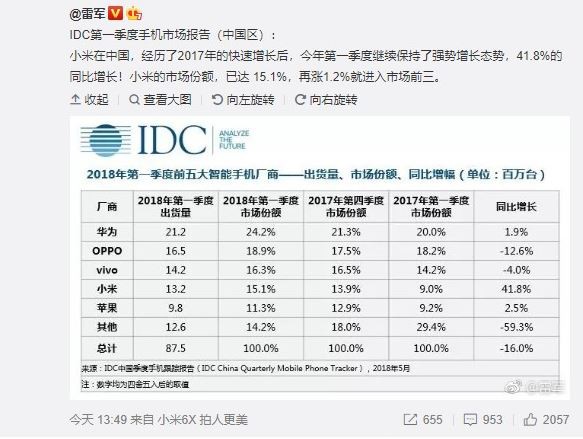 @雷军
IDC第一季度手机市场报告（中国区）：
小米在中国，经历了2017年的快速增长后，今年第一季度继续保持了强势增长态势，41.8%的
同比增长！小米的市场份额，已达 15.1%，再涨1.2%就进入市场前三。
收起 查看大图 向左旋转 向右旋转
IDC ANALYZE
THE
FUTURE
2018年第一季度前五大智能手机厂商——出货量、市场份额、同比增幅（单位：百万台）
厂商 2018年第一季度出货量 2018年第一季度市场份额 2017年第四季度市场份额 2017年第一季度市场份额 同比增长
华为 21.2 24.2% 21.3% 20.0% 1.9%
OPPO 16.5 18.9% 17.5% 18.2% -12.6%
vivo 14.2 16.3% 16.5% 14.2% -4.0%
小米 13.2 15.1% 13.9% 9.0% 41.8%
苹果 9.8 11.3% 12.9% 9.2% 2.5%
其他 12.6 14.2% 18.0% 29.4% -59.3%
总计 87.5 100.0% 100.0% 100.0% -16.0%
来源：IDC中国季度手机跟踪报告（IDC China Quarterly Mobile Phone Tracker），2018年5月
注：数字均为四舍五入后的取值
@雷军
今天 13:49 来自 小米6X 拍人更美 655 953 2057